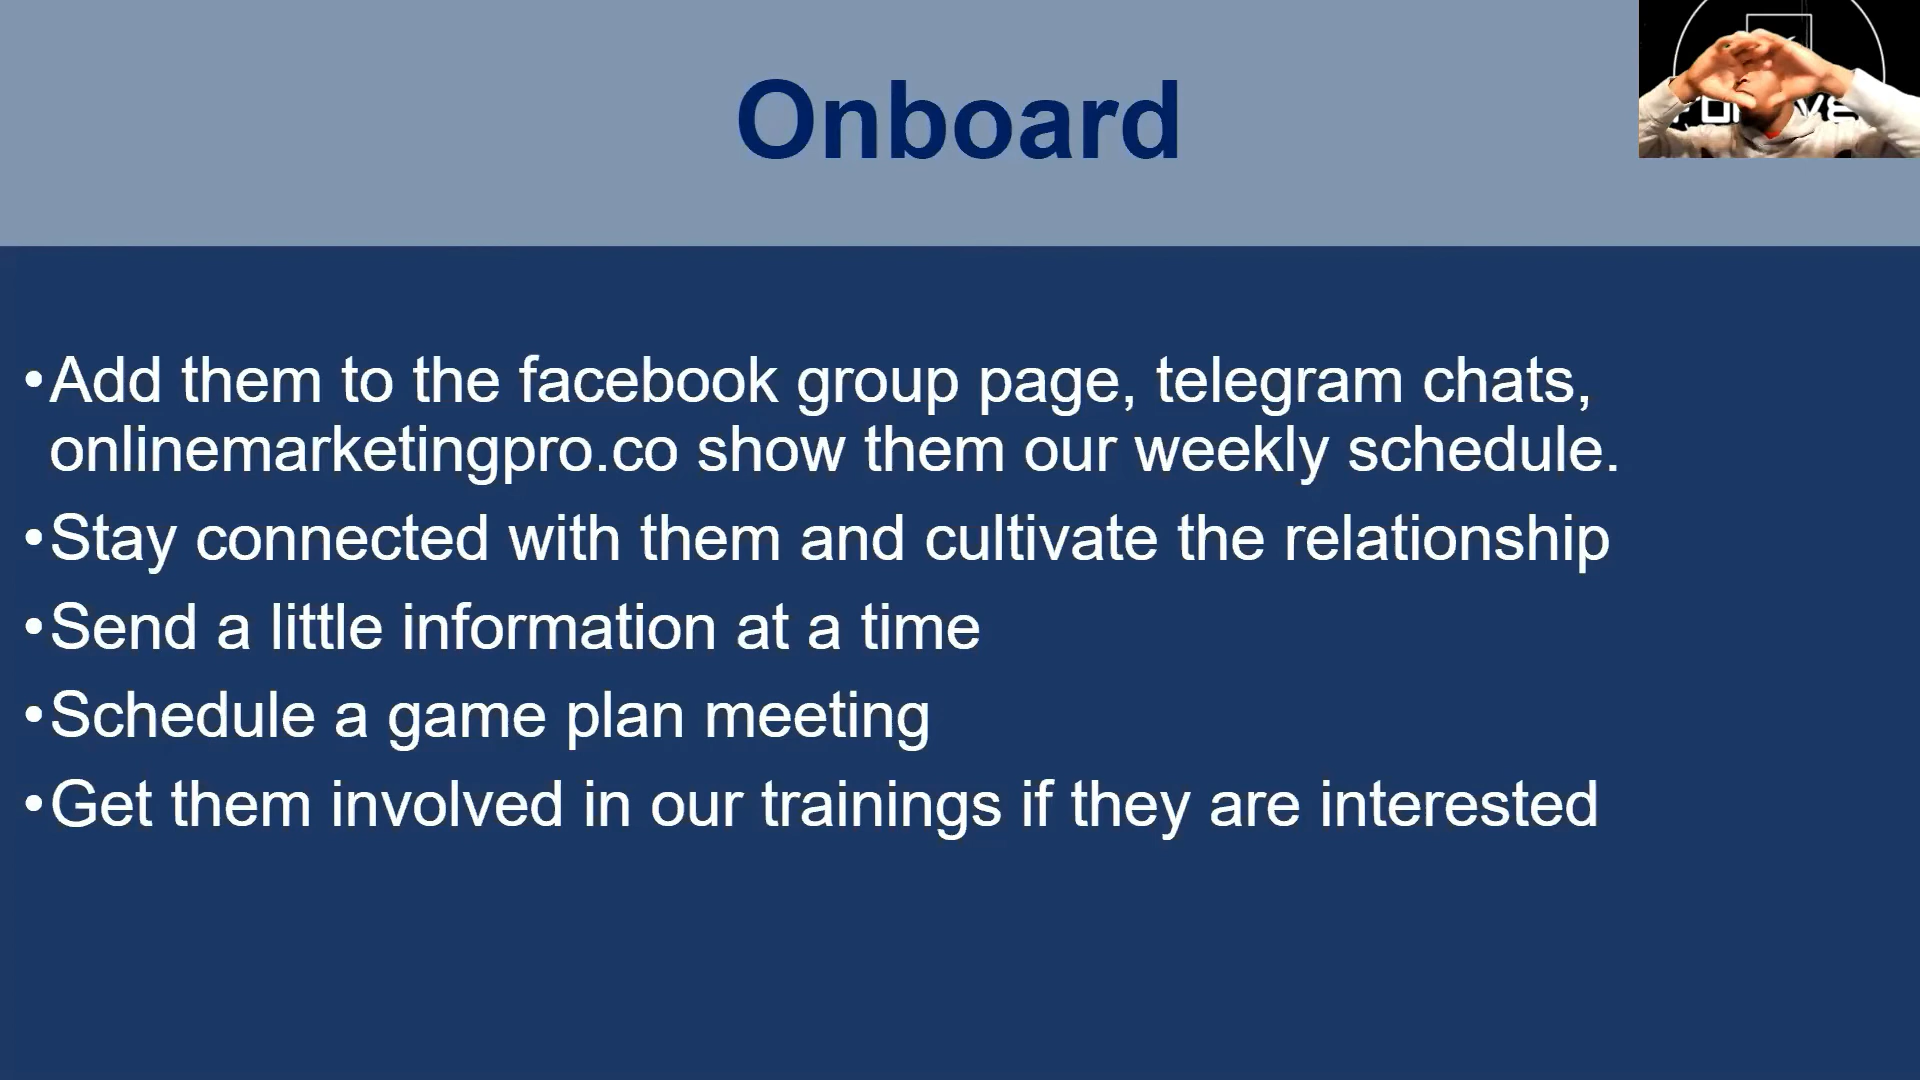 Onboard
•Add them to the facebook group page, telegram chats,
onlinemarketingpro.co show them our weekly schedule.
•Stay connected with them and cultivate the relationship
•Send a little information at a time
•Schedule a game plan meeting
•Get them involved in our trainings if they are interested